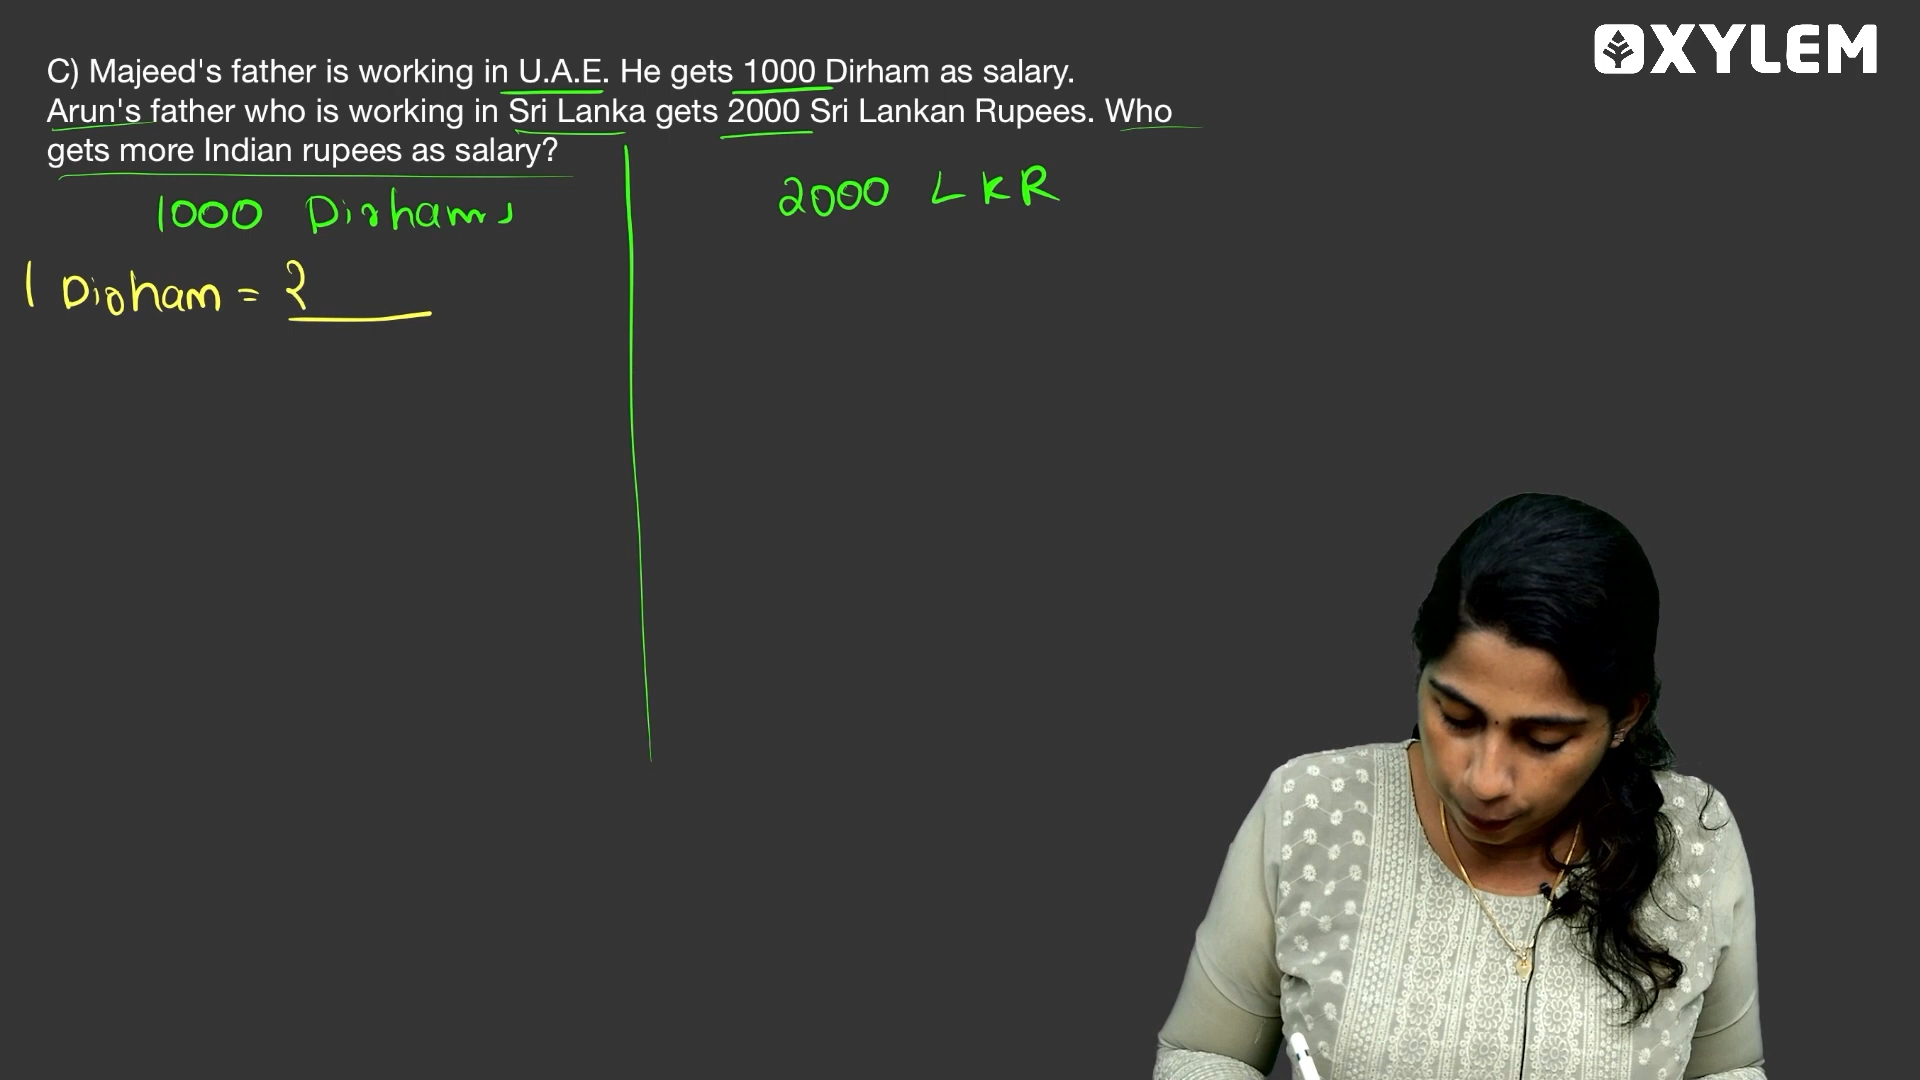 OXYLEM
C) Majeed's father is working in U.A.E. He gets 1000 Dirham as salary.
Arun's father who is working in Sri Lanka gets 2000 Sri Lankan Rupees. Who
gets more Indian rupees as salary?
1000 Dirhams
2000 LKR
1 Dirham = ₹